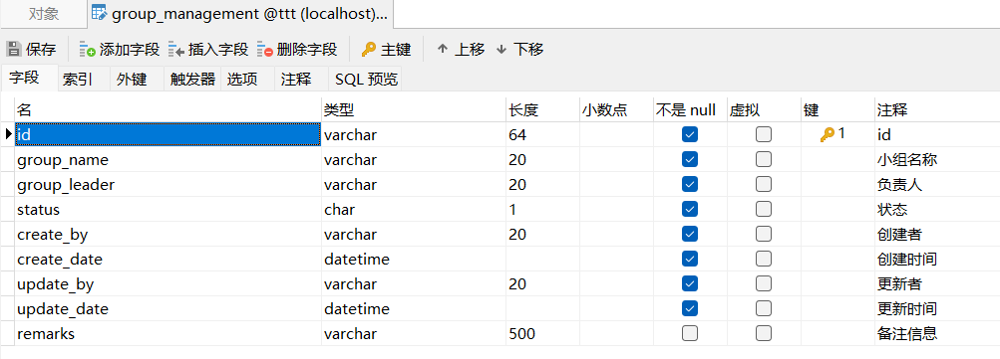 对象 group_management @ttt (localhost)...
保存 添加字段 插入字段 删除字段 主键 上移 下移
字段 索引 外键 触发器 选项 注释 SQL 预览
名 类型 长度 小数点 不是 null 虚拟 键 注释
id varchar 64 1 id
group_name varchar 20 小组名称
group_leader varchar 20 负责人
status char 1 状态
create_by varchar 20 创建者
create_date datetime 创建时间
update_by varchar 20 更新者
update_date datetime 更新时间
remarks varchar 500 备注信息